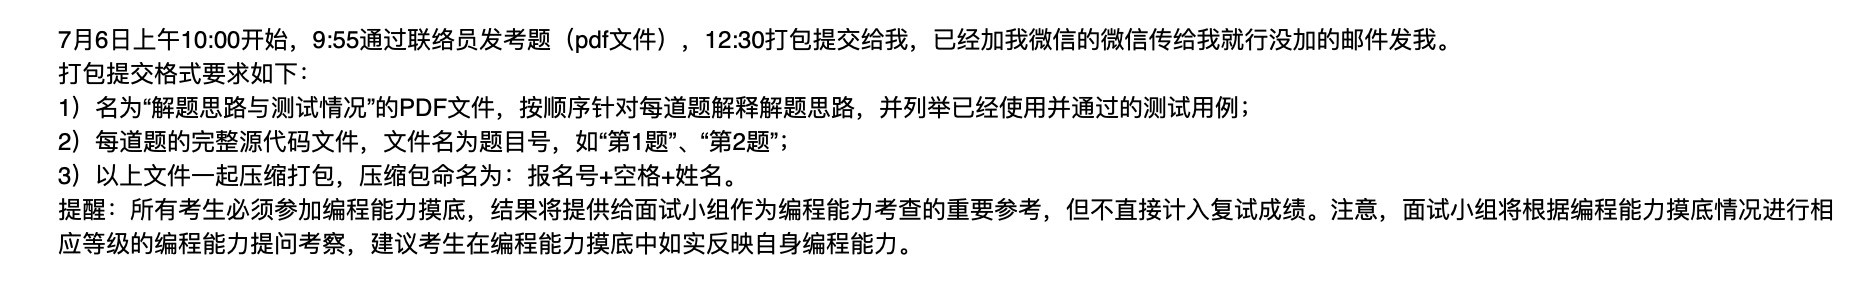 7月6日上午10:00开始，9:55通过联络员发考题（pdf文件），12:30打包提交给我，已经加我微信的微信传给我就行没加的邮件发我。
打包提交格式要求如下：
1）名为“解题思路与测试情况”的PDF文件，按顺序针对每道题解释解题思路，并列举已经使用并通过的测试用例；
2）每道题的完整源代码文件，文件名为题目号，如“第1题”、“第2题”；
3）以上文件一起压缩打包，压缩包命名为：报名号+空格+姓名。
提醒：所有考生必须参加编程能力摸底，结果将提供给面试小组作为编程能力考查的重要参考，但不直接计入复试成绩。注意，面试小组将根据编程能力摸底情况进行相
应等级的编程能力提问考察，建议考生在编程能力摸底中如实反映自身编程能力。